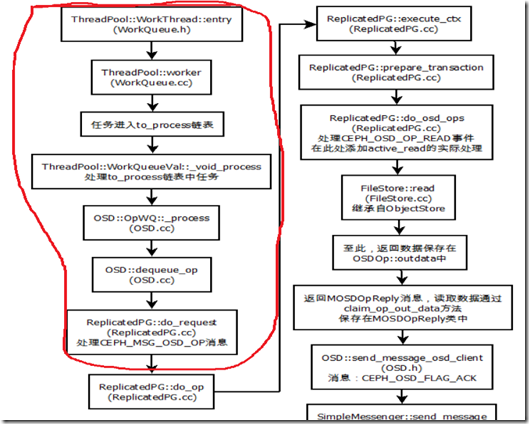 ThreadPool::WorkThread::entry
(WorkQueue.h)
ThreadPool::worker
(WorkQueue.cc)
任务进入to_process链表
ThreadPool::WorkQueueVal::_void_process
处理to_process链表中任务
OSD::OpWQ::_process
(OSD.cc)
OSD::dequeue_op
(OSD.cc)
ReplicatedPG::do_request
(ReplicatedPG.cc)
处理CEPH_MSG_OSD_OP消息
ReplicatedPG::do_op
(ReplicatedPG.cc)
ReplicatedPG::execute_ctx
(ReplicatedPG.cc)
ReplicatedPG::prepare_transaction
(ReplicatedPG.cc)
ReplicatedPG::do_osd_ops
(ReplicatedPG.cc)
处理CEPH_OSD_OP_READ事件
在此处添加active_read的实际处理
FileStore::read
(FileStore.cc)
继承自ObjectStore
至此，返回数据保存在
OSDOp::outdata中
返回MOSDOpReply消息，读取数据通过
claim_op_out_data方法
保存在MOSDOpReply类中
OSD::send_message_osd_client
(OSD.h)
消息：CEPH_OSD_FLAG_ACK
SimpleMessenger::send_message